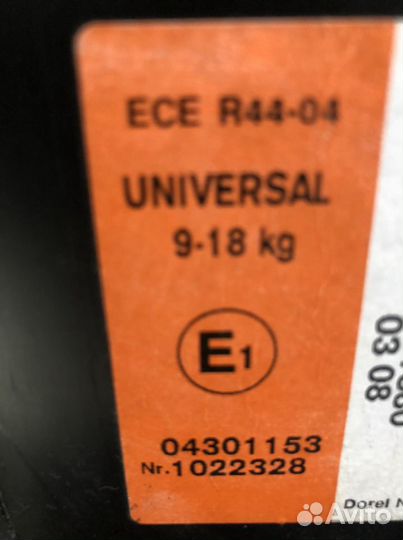 ECE R44-04
UNIVERSAL
9-18 kg
E1
04301153
Nr.1022328
03 08
Dorel
Avito